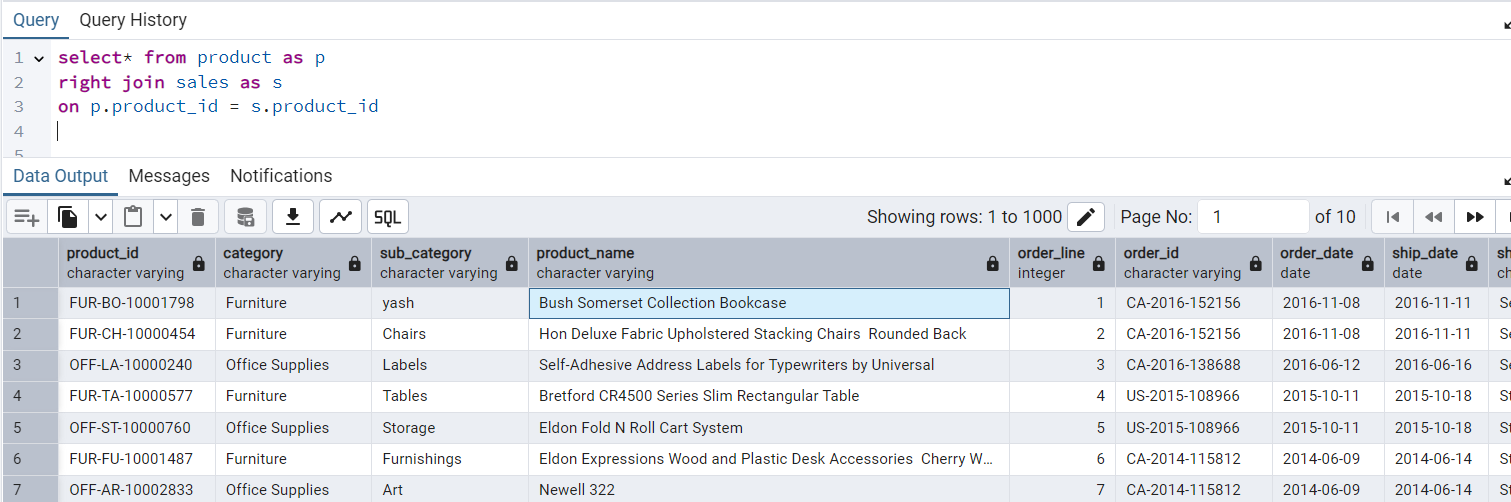 Query Query History
1 select* from product as p
2 right join sales as s
3 on p.product_id = s.product_id
4
5
Data Output Messages Notifications
SQL Showing rows: 1 to 1000 Page No: 1 of 10
product_id category sub_category product_name order_line order_id order_date ship_date sh
character varying character varying character varying character varying integer character varying date date ch
1 FUR-BO-10001798 Furniture yash Bush Somerset Collection Bookcase 1 CA-2016-152156 2016-11-08 2016-11-11 Se
2 FUR-CH-10000454 Furniture Chairs Hon Deluxe Fabric Upholstered Stacking Chairs Rounded Back 2 CA-2016-152156 2016-11-08 2016-11-11 Se
3 OFF-LA-10000240 Office Supplies Labels Self-Adhesive Address Labels for Typewriters by Universal 3 CA-2016-138688 2016-06-12 2016-06-16 Se
4 FUR-TA-10000577 Furniture Tables Bretford CR4500 Series Slim Rectangular Table 4 US-2015-108966 2015-10-11 2015-10-18 St
5 OFF-ST-10000760 Office Supplies Storage Eldon Fold N Roll Cart System 5 US-2015-108966 2015-10-11 2015-10-18 St
6 FUR-FU-10001487 Furniture Furnishings Eldon Expressions Wood and Plastic Desk Accessories Cherry W... 6 CA-2014-115812 2014-06-09 2014-06-14 St
7 OFF-AR-10002833 Office Supplies Art Newell 322 7 CA-2014-115812 2014-06-09 2014-06-14 St